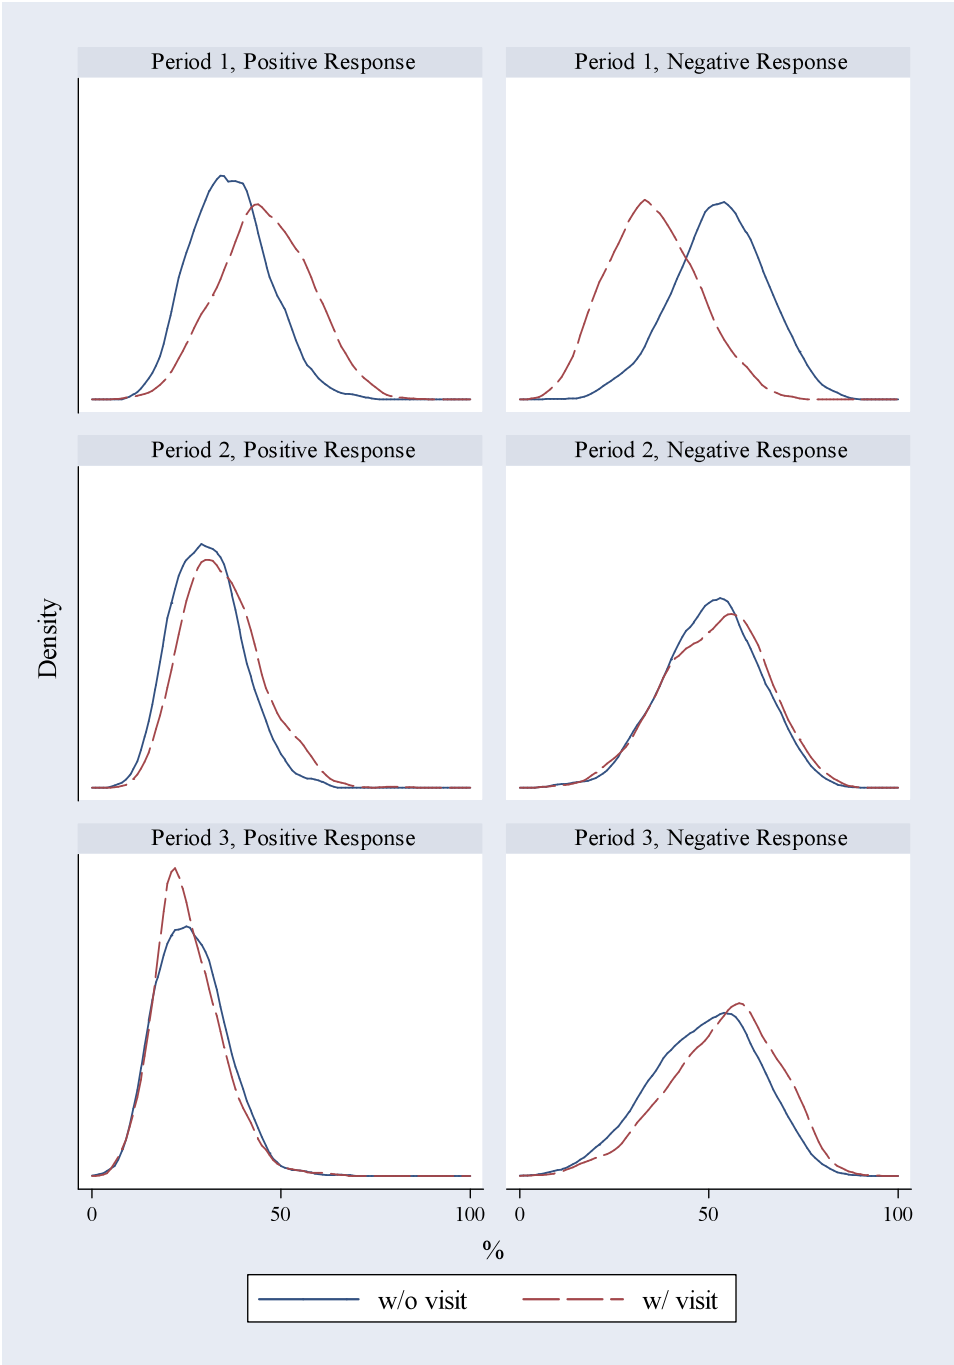 Period 1, Positive Response
Period 1, Negative Response
Period 2, Positive Response
Period 2, Negative Response
Density
Period 3, Positive Response
Period 3, Negative Response
0 50 100
0 50 100
%
w/o visit w/ visit